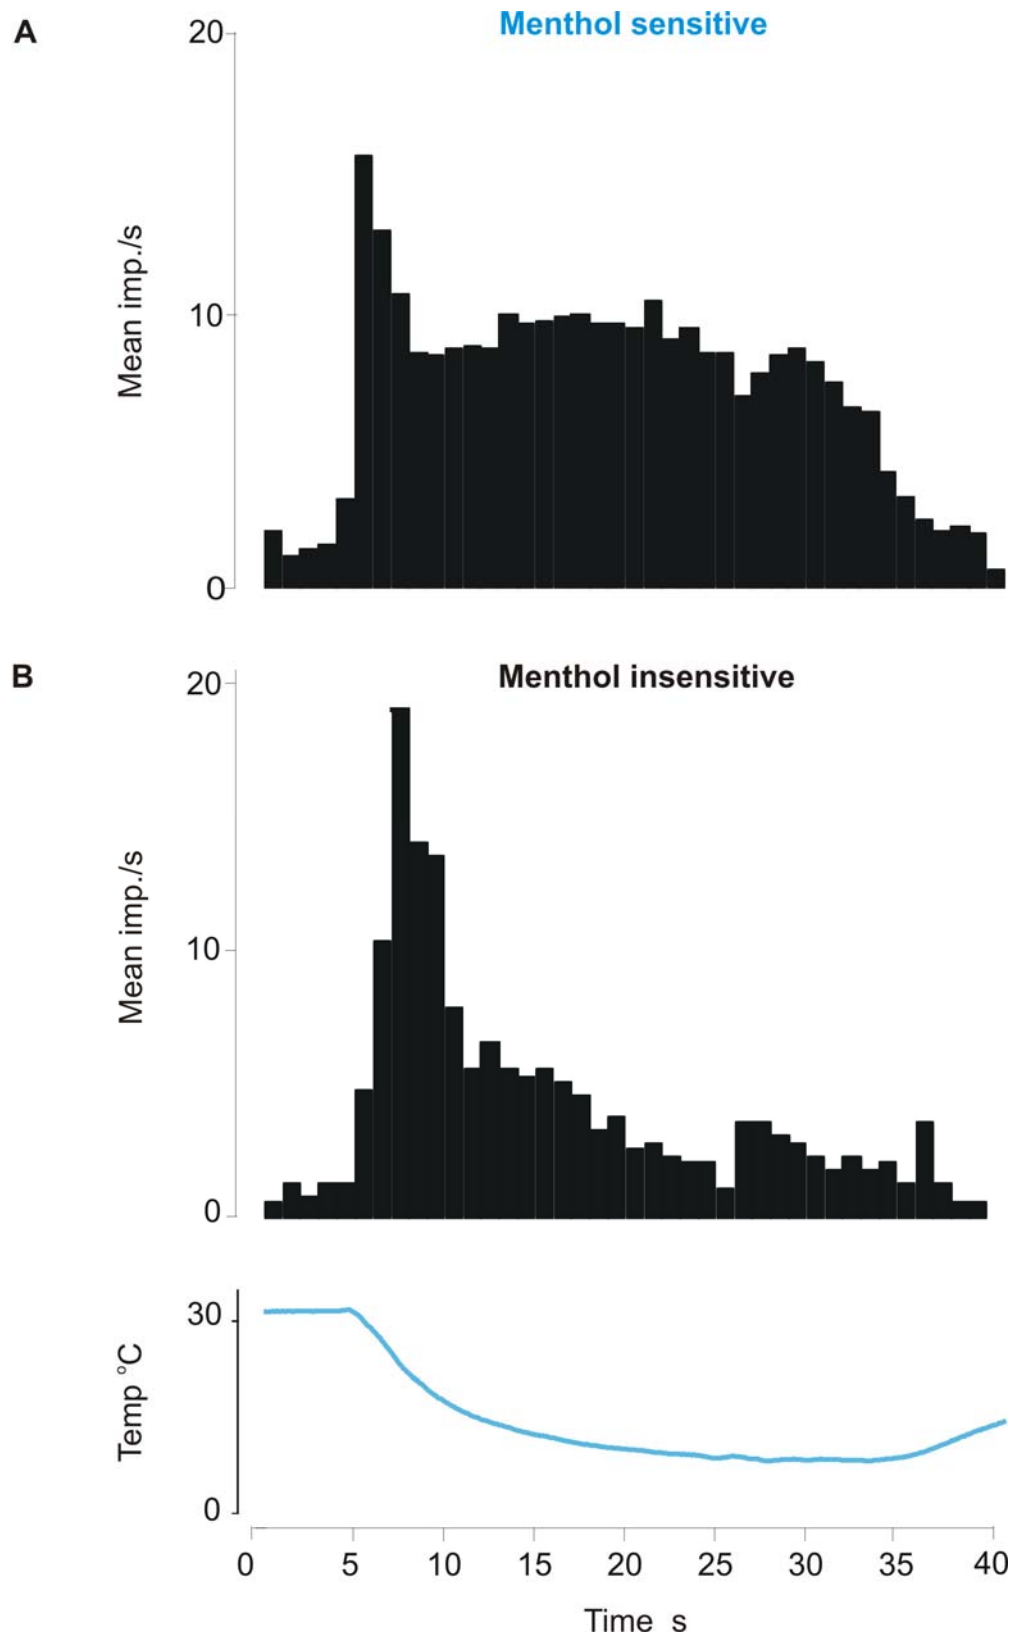 A
Menthol sensitive
20
10
0
Mean imp./s
B
Menthol insensitive
20
10
0
Mean imp./s
30
0
Temp °C
0 5 10 15 20 25 30 35 40
Time s